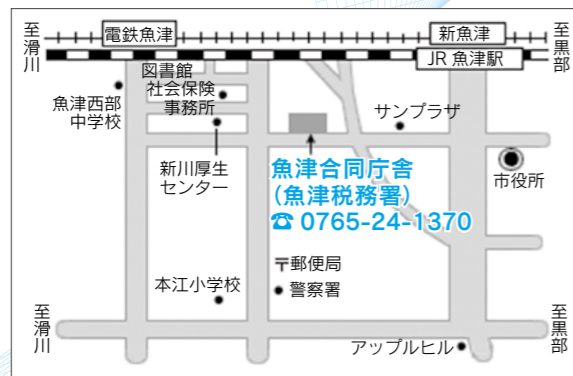 至滑川
電鉄魚津
新魚津
至黒部
JR 魚津駅
図書館
社会保険
事務所
魚津西部
中学校
サンプラザ
新川厚生
センター
魚津合同庁舎
(魚津税務署)
☎ 0765-24-1370
市役所
〒郵便局
警察署
本江小学校
至滑川
至黒部
アップルヒル